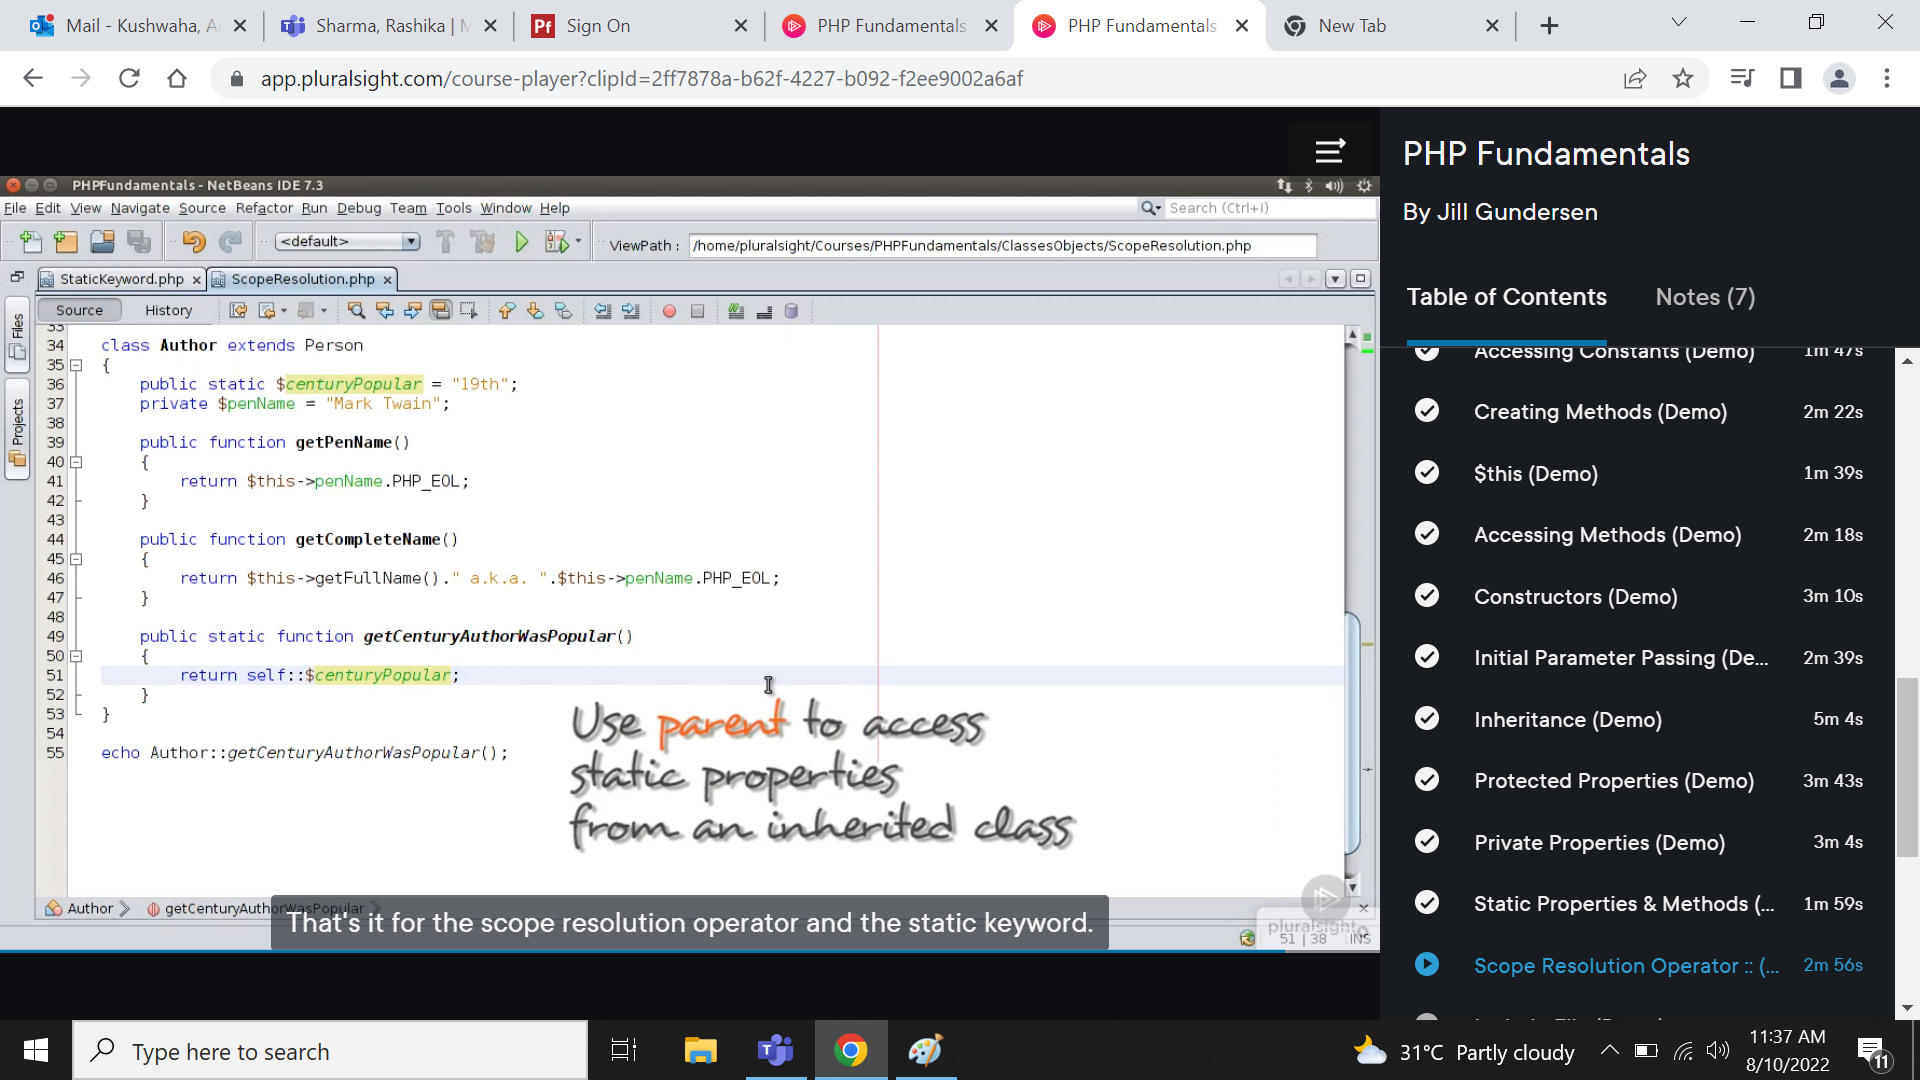 Mail - Kushwaha, A
Sharma, Rashika | M
Sign On
PHP Fundamentals
PHP Fundamentals
New Tab
app.pluralsight.com/course-player?clipId=2ff7878a-b62f-4227-b092-f2ee9002a6af
PHPFundamentals - NetBeans IDE 7.3
File Edit View Navigate Source Refactor Run Debug Team Tools Window Help
Search (Ctrl+I)
<default>
ViewPath : /home/pluralsight/Courses/PHPFundamentals/ClassesObjects/ScopeResolution.php
StaticKeyword.php
ScopeResolution.php
Source History
Files
Projects
33
34 class Author extends Person
35 {
36 public static $centuryPopular = "19th";
37 private $penName = "Mark Twain";
38
39 public function getPenName()
40 {
41 return $this->penName.PHP_EOL;
42 }
43
44 public function getCompleteName()
45 {
46 return $this->getFullName()." a.k.a. ".$this->penName.PHP_EOL;
47 }
48
49 public static function getCenturyAuthorWasPopular()
50 {
51 return self::$centuryPopular;
52 }
53 }
54
55 echo Author::getCenturyAuthorWasPopular();
Use parent to access
static properties
from an inherited class
Author
getCenturyAuthorWasPopular
That's it for the scope resolution operator and the static keyword.
pluralsight
51 | 38 INS
PHP Fundamentals
By Jill Gundersen
Table of Contents
Notes (7)
Accessing Constants (Demo) 1m 47s
Creating Methods (Demo) 2m 22s
$this (Demo) 1m 39s
Accessing Methods (Demo) 2m 18s
Constructors (Demo) 3m 10s
Initial Parameter Passing (De... 2m 39s
Inheritance (Demo) 5m 4s
Protected Properties (Demo) 3m 43s
Private Properties (Demo) 3m 4s
Static Properties & Methods (... 1m 59s
Scope Resolution Operator :: (... 2m 56s
Type here to search
31°C Partly cloudy
11:37 AM
8/10/2022
11